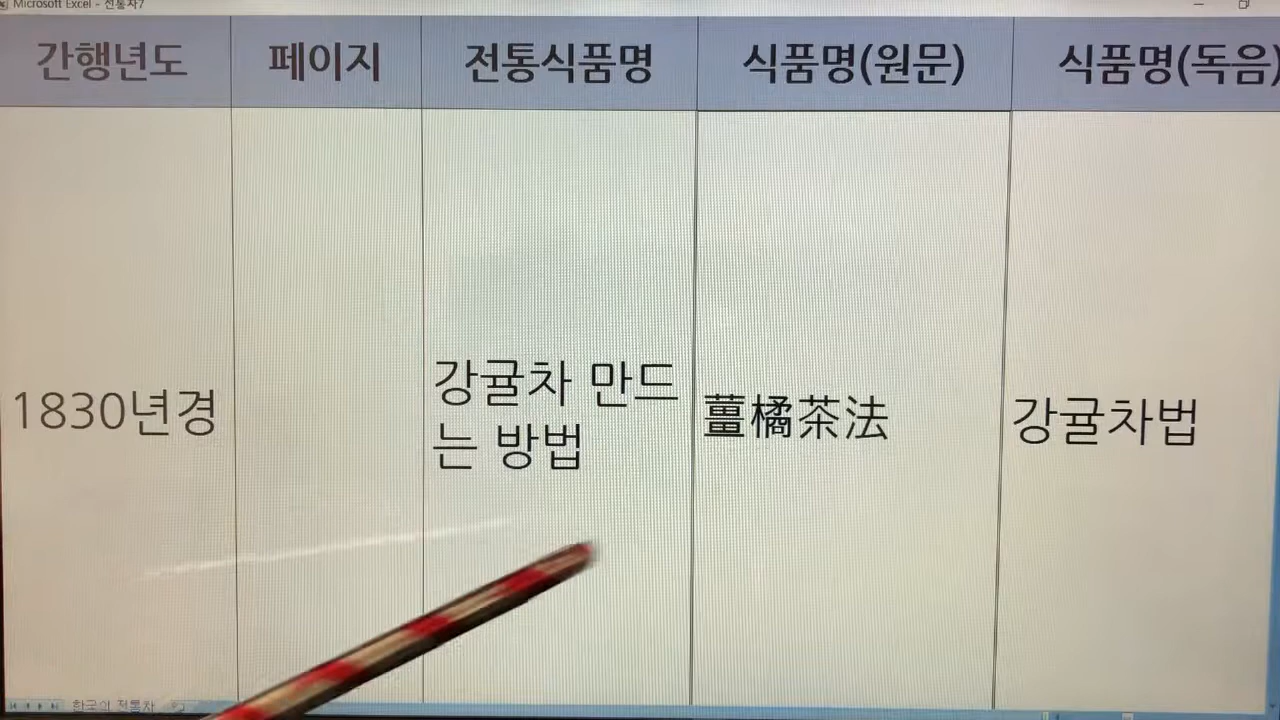 Microsoft Excel - 전통차7
간행년도 페이지 전통식품명 식품명(원문) 식품명(독음)
1830년경 강귤차 만드는 방법 薑橘茶法 강귤차법
한국의 전통차